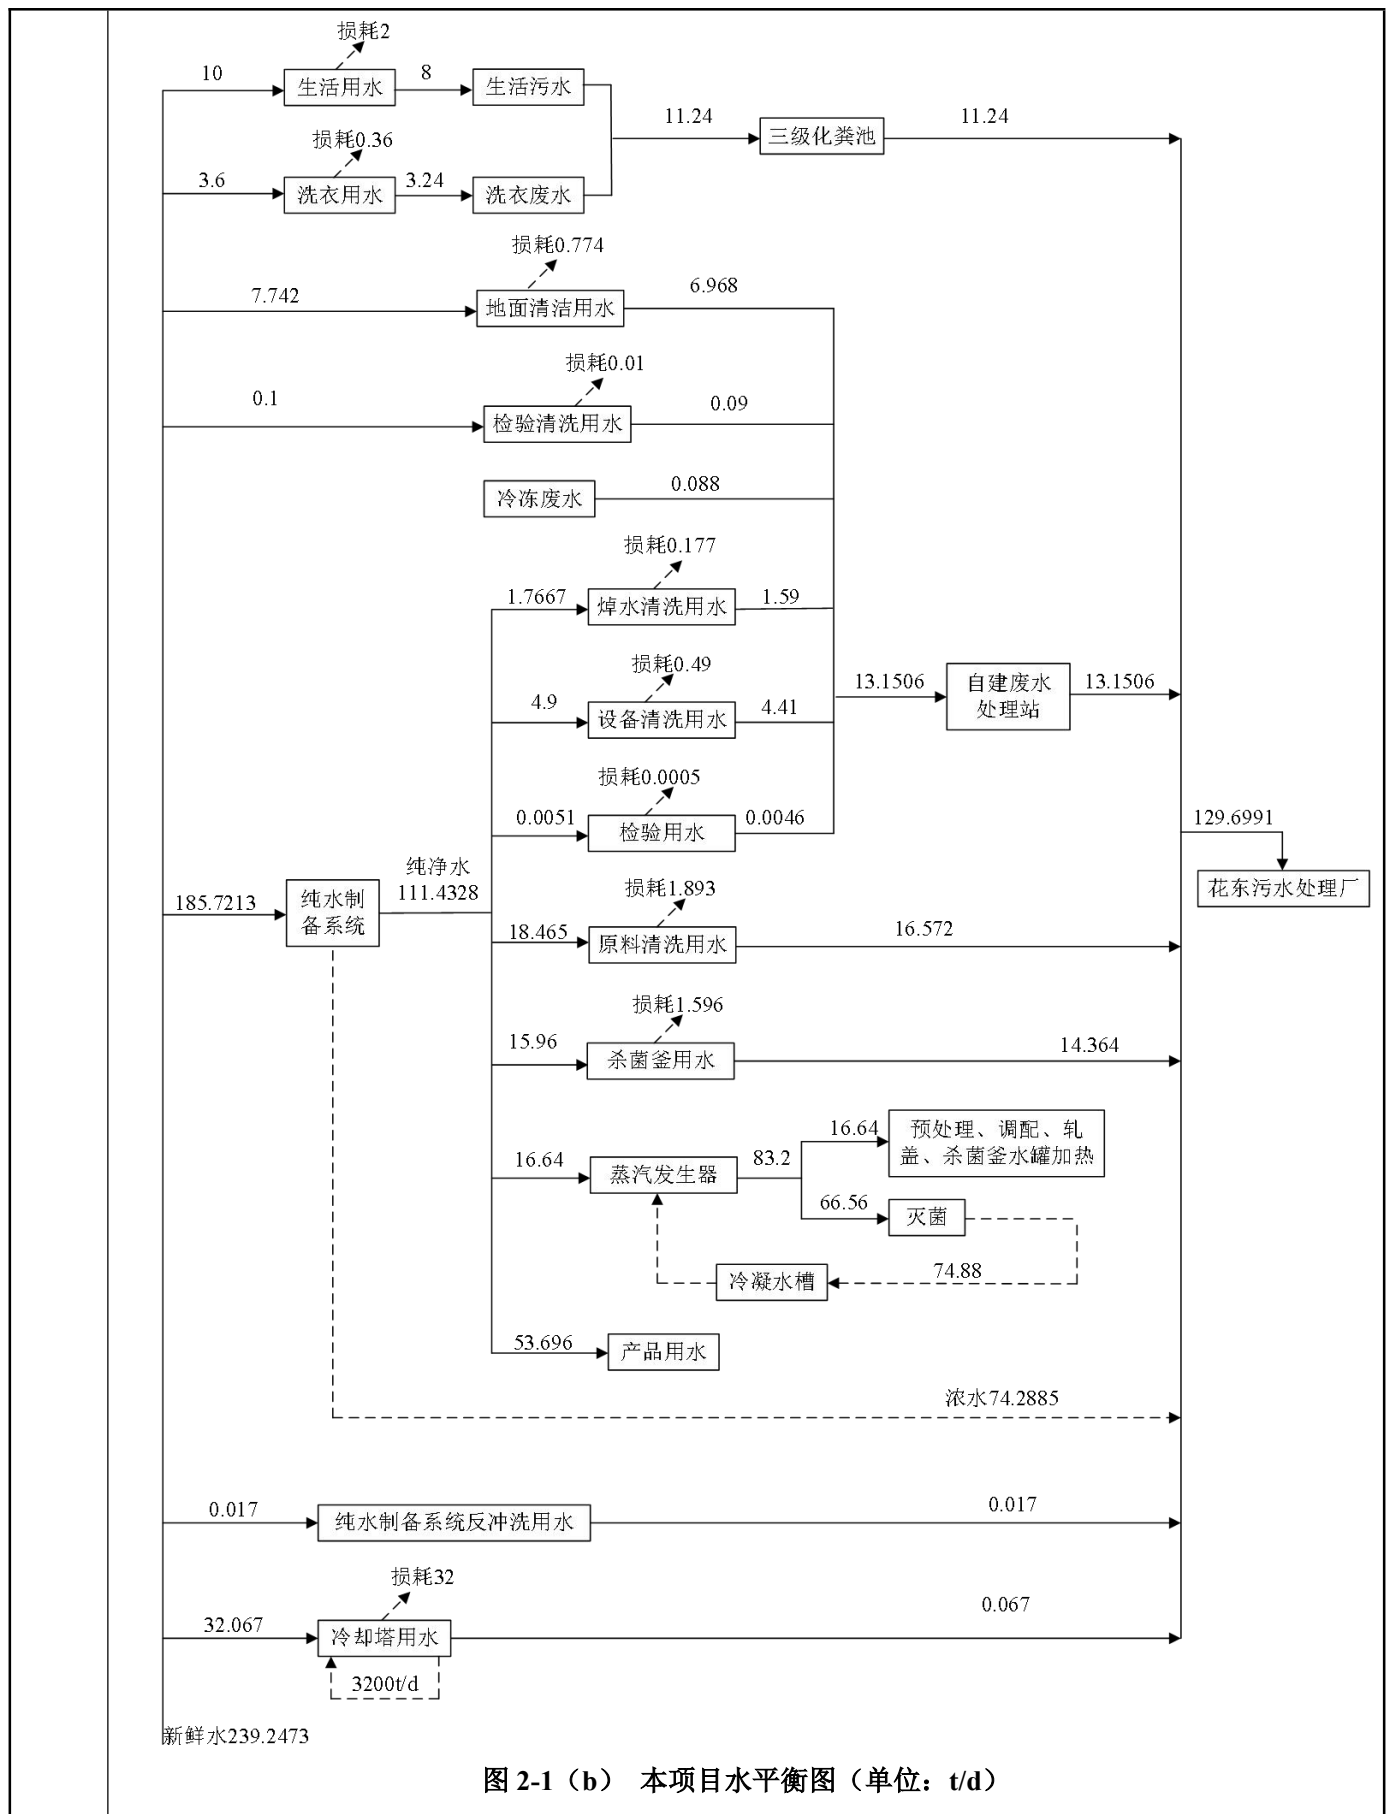 损耗2
10
生活用水
8
生活污水
11.24
三级化粪池
11.24
损耗0.36
3.6
洗衣用水
3.24
洗衣废水
损耗0.774
7.742
地面清洁用水
6.968
损耗0.01
0.1
检验清洗用水
0.09
冷冻废水
0.088
损耗0.177
1.7667
焯水清洗用水
1.59
损耗0.49
4.9
设备清洗用水
4.41
13.1506
自建废水
处理站
13.1506
损耗0.0005
0.0051
检验用水
0.0046
129.6991
花东污水处理厂
185.7213
纯水制
备系统
纯净水
111.4328
损耗1.893
18.465
原料清洗用水
16.572
损耗1.596
15.96
杀菌釜用水
14.364
16.64
蒸汽发生器
83.2
16.64
预处理、调配、轧
盖、杀菌釜水罐加热
66.56
灭菌
冷凝水槽
74.88
53.696
产品用水
浓水74.2885
0.017
纯水制备系统反冲洗用水
0.017
损耗32
32.067
冷却塔用水
0.067
3200t/d
新鲜水239.2473
图 2-1（b） 本项目水平衡图（单位：t/d）